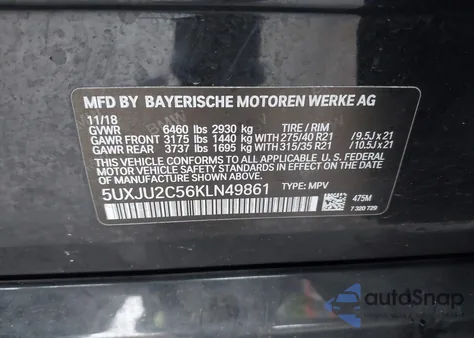 MFD BY BAYERISCHE MOTOREN WERKE AG
11/18
GVWR 6460 lbs 2930 kg TIRE / RIM
GAWR FRONT 3175 lbs 1440 kg WITH 275/40 R21 / 9.5J x 21
GAWR REAR 3737 lbs 1695 kg WITH 315/35 R21 / 10.5J x 21
THIS VEHICLE CONFORMS TO ALL APPLICABLE U.S. FEDERAL
MOTOR VEHICLE SAFETY STANDARDS IN EFFECT ON THE DATE OF
MANUFACTURE SHOWN ABOVE.
5UXJU2C56KLN49861 TYPE: MPV
475M
7 320 729
autoSnap